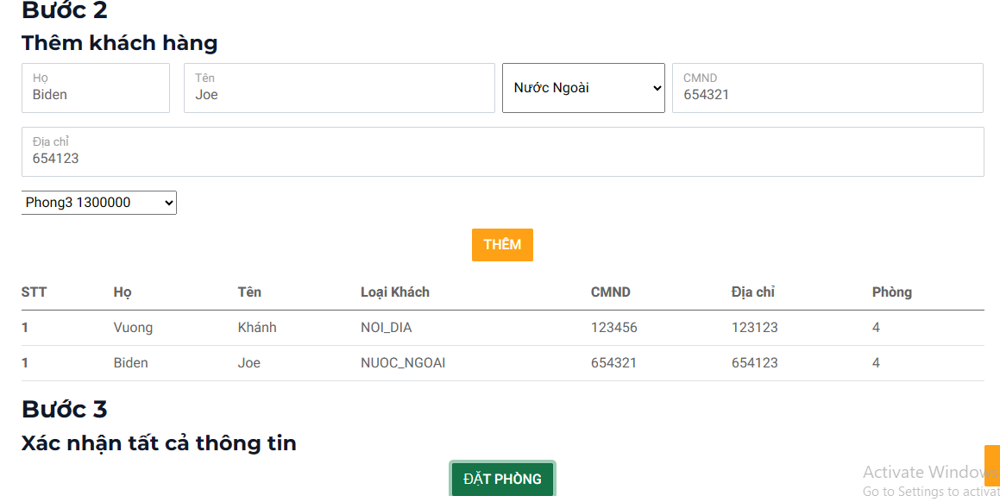 Bước 2
Thêm khách hàng
Họ
Biden
Tên
Joe
Nước Ngoài
CMND
654321
Địa chỉ
654123
Phong3 1300000
THÊM
STT Họ Tên Loại Khách CMND Địa chỉ Phòng
1 Vuong Khánh NOI_DIA 123456 123123 4
1 Biden Joe NUOC_NGOAI 654321 654123 4
Bước 3
Xác nhận tất cả thông tin
ĐẶT PHÒNG
Activate Windows
Go to Settings to activat